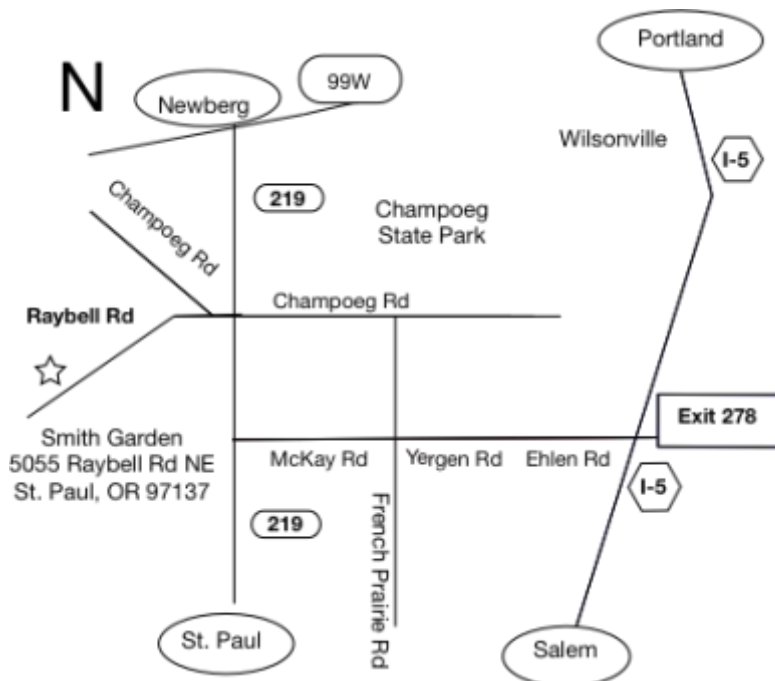 N
Newberg
99W
Portland
Wilsonville
I-5
219
Champoeg Rd
Champoeg
State Park
Raybell Rd
Champoeg Rd
Exit 278
Smith Garden
5055 Raybell Rd NE
St. Paul, OR 97137
McKay Rd
Yergen Rd
Ehlen Rd
I-5
219
French Prairie Rd
St. Paul
Salem